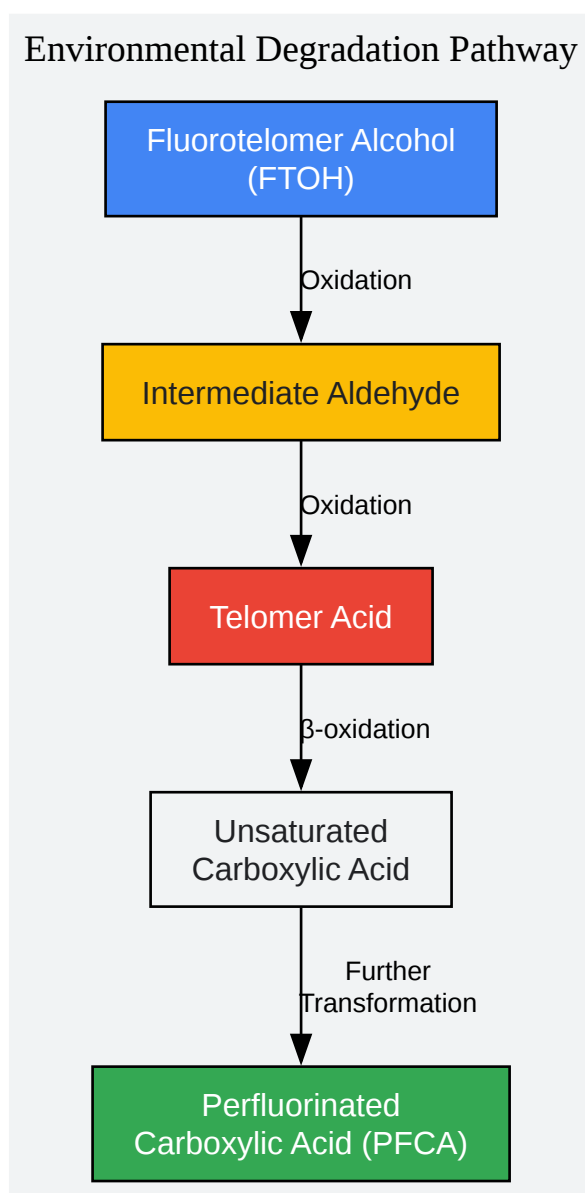 Environmental Degradation Pathway
Fluorotelomer Alcohol
(FTOH)
Oxidation
Intermediate Aldehyde
Oxidation
Telomer Acid
β-oxidation
Unsaturated
Carboxylic Acid
Further
Transformation
Perfluorinated
Carboxylic Acid (PFCA)